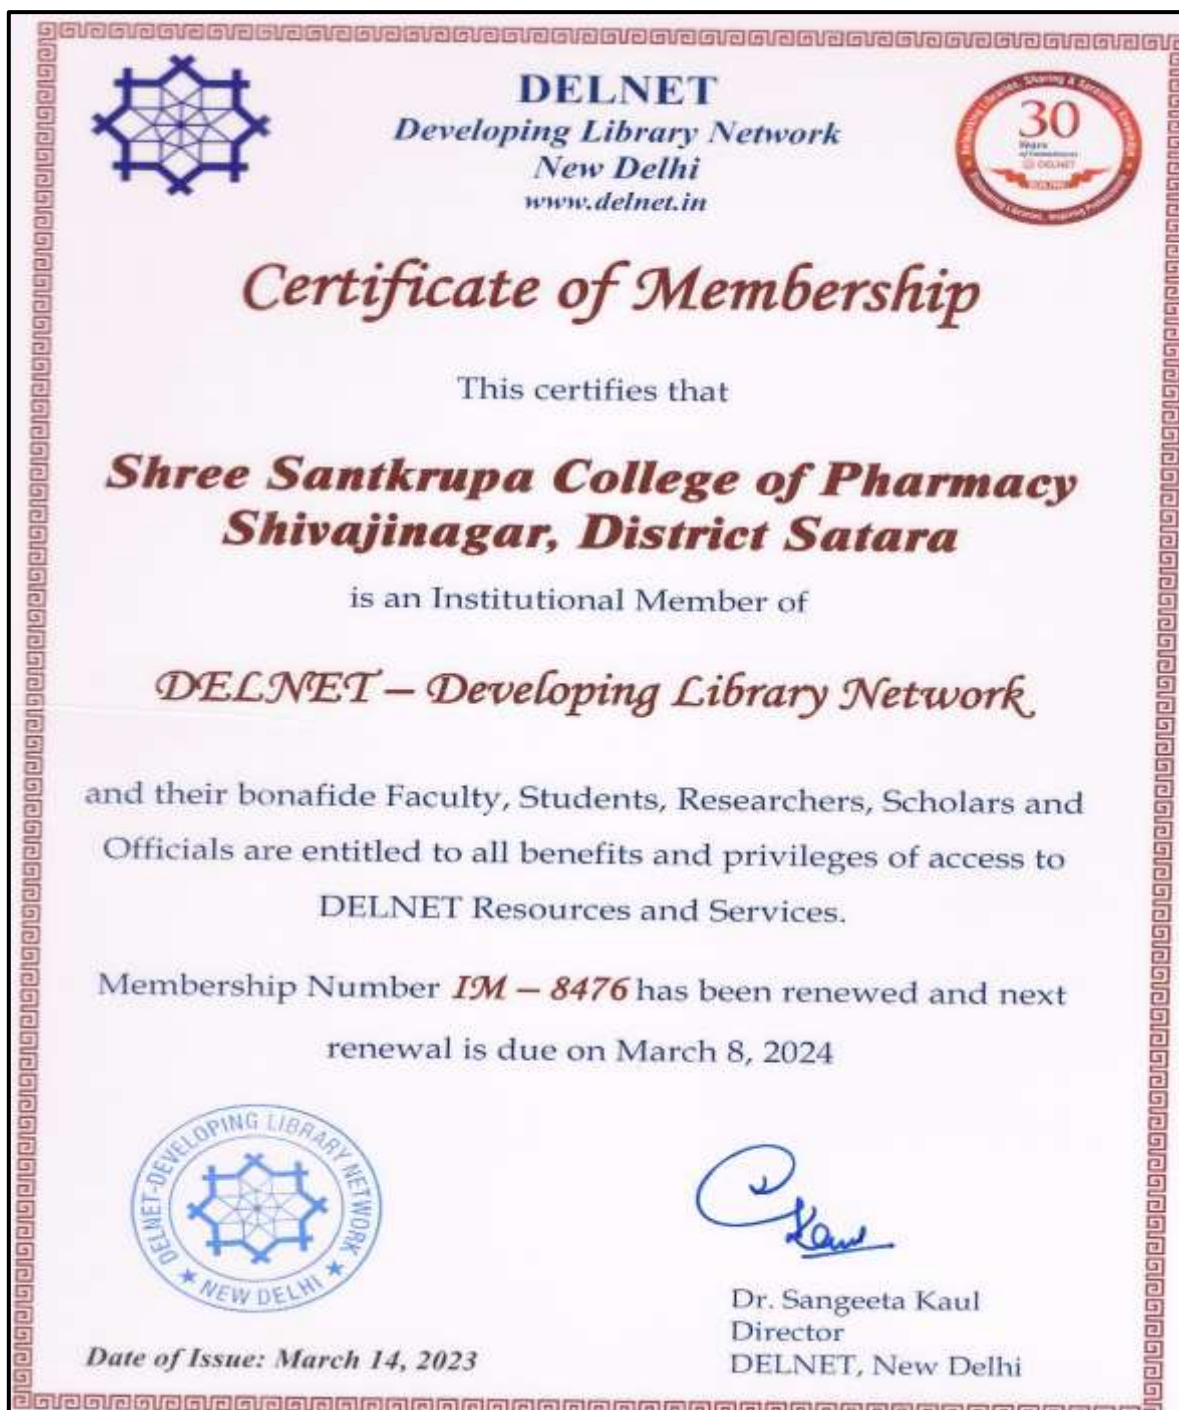 DELNET
Developing Library Network
New Delhi
www.delnet.in
30
Years
of
DELNET
Certificate of Membership
This certifies that
Shree Santkrupa College of Pharmacy
Shivajinagar, District Satara
is an Institutional Member of
DELNET – Developing Library Network
and their bonafide Faculty, Students, Researchers, Scholars and
Officials are entitled to all benefits and privileges of access to
DELNET Resources and Services.
Membership Number IM – 8476 has been renewed and next
renewal is due on March 8, 2024
DELNET-DEVELOPING LIBRARY NETWORK
★ NEW DELHI ★
Kaul
Dr. Sangeeta Kaul
Director
DELNET, New Delhi
Date of Issue: March 14, 2023